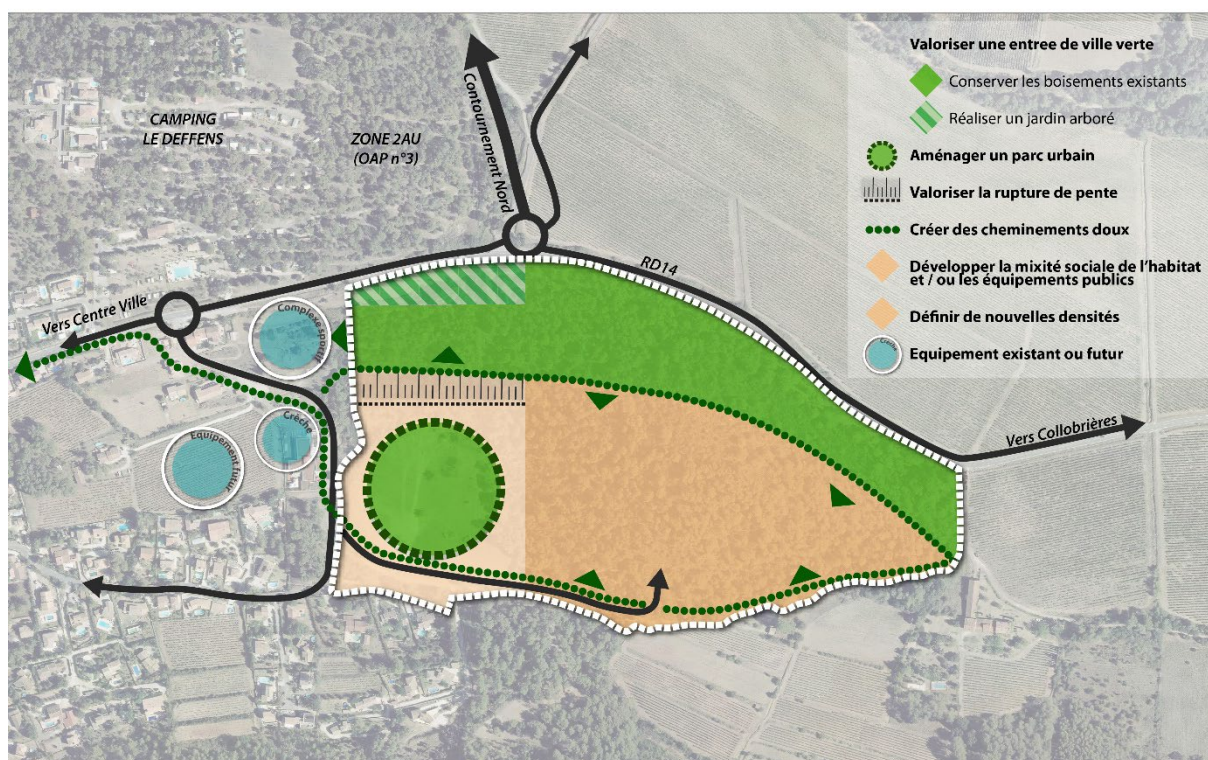 CAMPING
LE DEFFENS
ZONE 2AU
(OAP n°3)
Contournement Nord
RD14
Vers Centre Ville
Complexe sportif
Crèche
Equipement futur
Vers Collobrières
Valoriser une entree de ville verte
Conserver les boisements existants
Réaliser un jardin arboré
Aménager un parc urbain
Valoriser la rupture de pente
Créer des cheminements doux
Développer la mixité sociale de l'habitat
et / ou les équipements publics
Définir de nouvelles densités
Crèche
Equipement existant ou futur